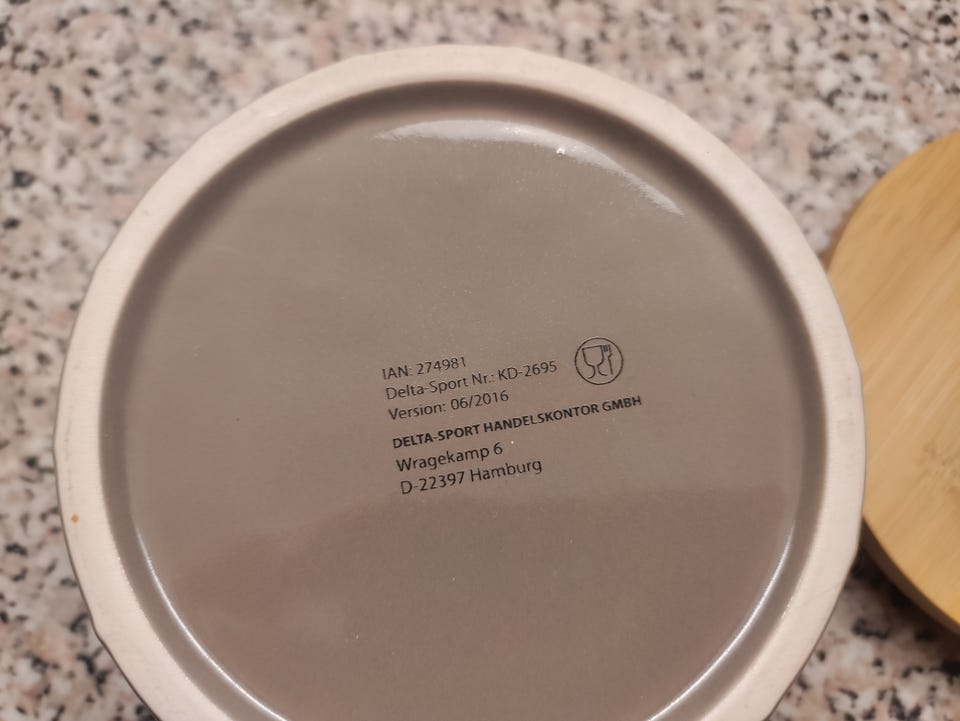 IAN: 274981
Delta-Sport Nr.: KD-2695
Version: 06/2016
DELTA-SPORT HANDELSKONTOR GMBH
Wragekamp 6
D-22397 Hamburg